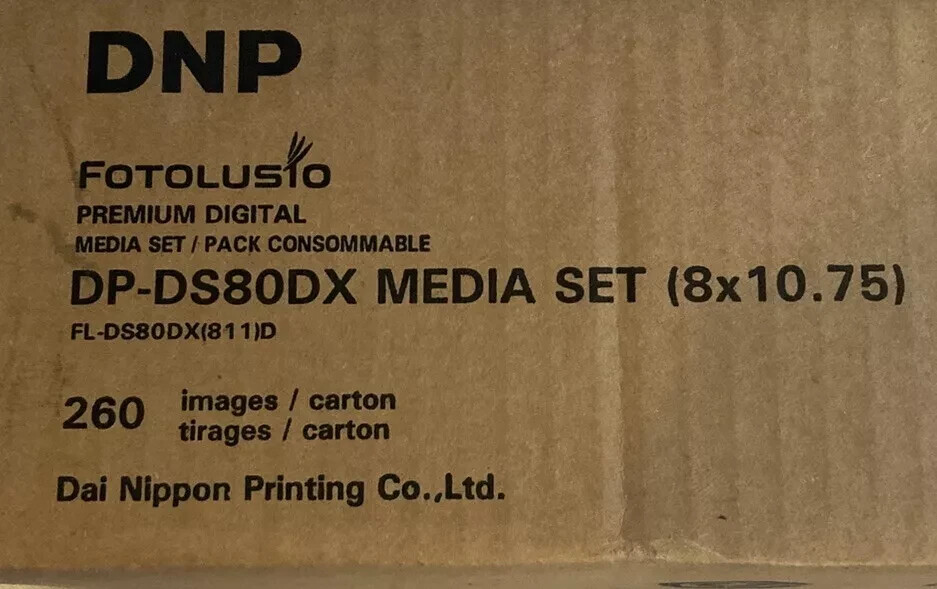 DNP
FOTOLUSIO
PREMIUM DIGITAL
MEDIA SET / PACK CONSOMMABLE
DP-DS80DX MEDIA SET (8x10.75)
FL-DS80DX(811)D
260 images / carton
tirages / carton
Dai Nippon Printing Co.,Ltd.